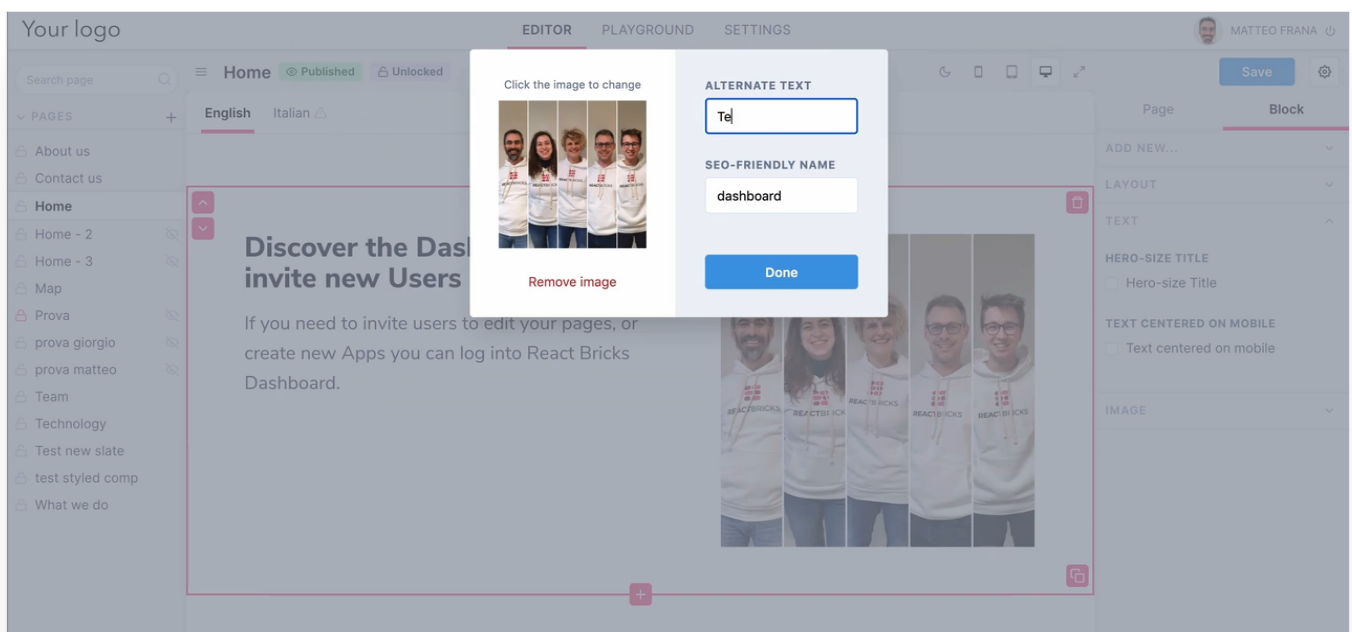 Your logo
EDITOR PLAYGROUND SETTINGS
MATTEO FRANA
Search page
Home Published Unlocked
Save
PAGES
English Italian
Page Block
About us
Contact us
Home
Home - 2
Home - 3
Map
Prova
prova giorgio
prova matteo
Team
Technology
Test new slate
test styled comp
What we do
Click the image to change
REACTBRICKS
Remove image
ALTERNATE TEXT
Te
SEO-FRIENDLY NAME
dashboard
Done
Discover the Das
invite new Users
If you need to invite users to edit your pages, or
create new Apps you can log into React Bricks
Dashboard.
REACTBRICKS
REACTBRICKS
ADD NEW...
LAYOUT
TEXT
HERO-SIZE TITLE
Hero-size Title
TEXT CENTERED ON MOBILE
Text centered on mobile
IMAGE